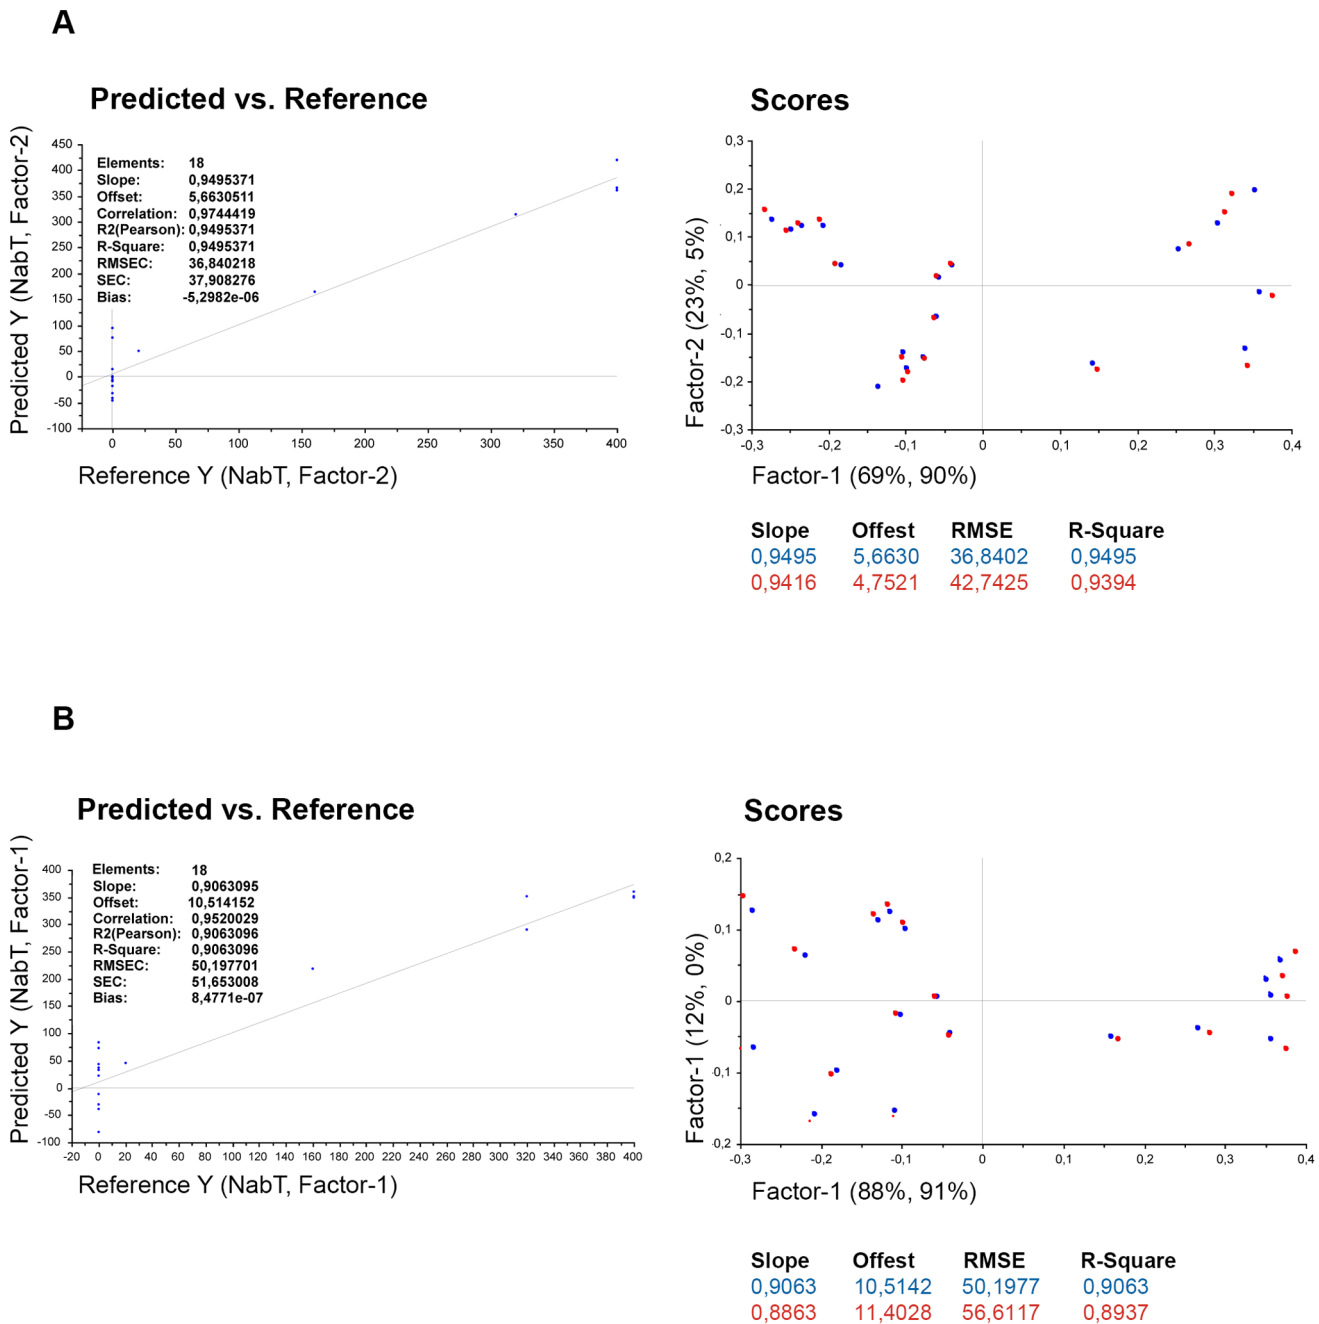 A
Predicted vs. Reference
Predicted Y (NabT, Factor-2)
450
400
350
300
250
200
150
100
50
0
-50
-100
Elements: 18
Slope: 0,9495371
Offset: 5,6630511
Correlation: 0,9744419
R2(Pearson): 0,9495371
R-Square: 0,9495371
RMSEC: 36,840218
SEC: 37,908276
Bias: -5,2982e-06
0 50 100 150 200 250 300 350 400
Reference Y (NabT, Factor-2)
Scores
Factor-2 (23%, 5%)
0,3
0,2
0,1
0
-0,1
-0,2
-0,3
-0,3 -0,2 -0,1 0 0,1 0,2 0,3 0,4
Factor-1 (69%, 90%)
Slope Offest RMSE R-Square
0,9495 5,6630 36,8402 0,9495
0,9416 4,7521 42,7425 0,9394
B
Predicted vs. Reference
Predicted Y (NabT, Factor-1)
400
350
300
250
200
150
100
50
0
-50
-100
Elements: 18
Slope: 0,9063095
Offset: 10,514152
Correlation: 0,9520029
R2(Pearson): 0,9063096
R-Square: 0,9063096
RMSEC: 50,197701
SEC: 51,653008
Bias: 8,4771e-07
-20 0 20 40 60 80 100 120 140 160 180 200 220 240 260 280 300 320 340 360 380 400
Reference Y (NabT, Factor-1)
Scores
Factor-1 (12%, 0%)
0,2
0,1
0
-0,1
-0,2
-0,3 -0,2 -0,1 0 0,1 0,2 0,3 0,4
Factor-1 (88%, 91%)
Slope Offest RMSE R-Square
0,9063 10,5142 50,1977 0,9063
0,8863 11,4028 56,6117 0,8937